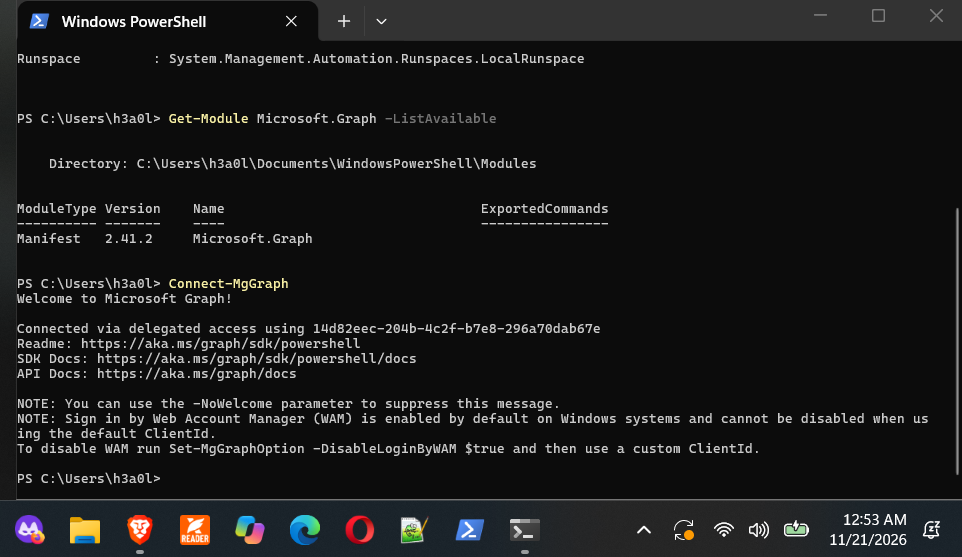 Windows PowerShell
Runspace : System.Management.Automation.Runspaces.LocalRunspace
PS C:\Users\h3a0l> Get-Module Microsoft.Graph -ListAvailable
Directory: C:\Users\h3a0l\Documents\WindowsPowerShell\Modules
ModuleType Version Name ExportedCommands
---------- ------- ---- ----------------
Manifest 2.41.2 Microsoft.Graph
PS C:\Users\h3a0l> Connect-MgGraph
Welcome to Microsoft Graph!
Connected via delegated access using 14d82eec-204b-4c2f-b7e8-296a70dab67e
Readme: https://aka.ms/graph/sdk/powershell
SDK Docs: https://aka.ms/graph/sdk/powershell/docs
API Docs: https://aka.ms/graph/docs
NOTE: You can use the -NoWelcome parameter to suppress this message.
NOTE: Sign in by Web Account Manager (WAM) is enabled by default on Windows systems and cannot be disabled when us
ing the default ClientId.
To disable WAM run Set-MgGraphOption -DisableLoginByWAM $true and then use a custom ClientId.
PS C:\Users\h3a0l>
READER
12:53 AM
11/21/2026